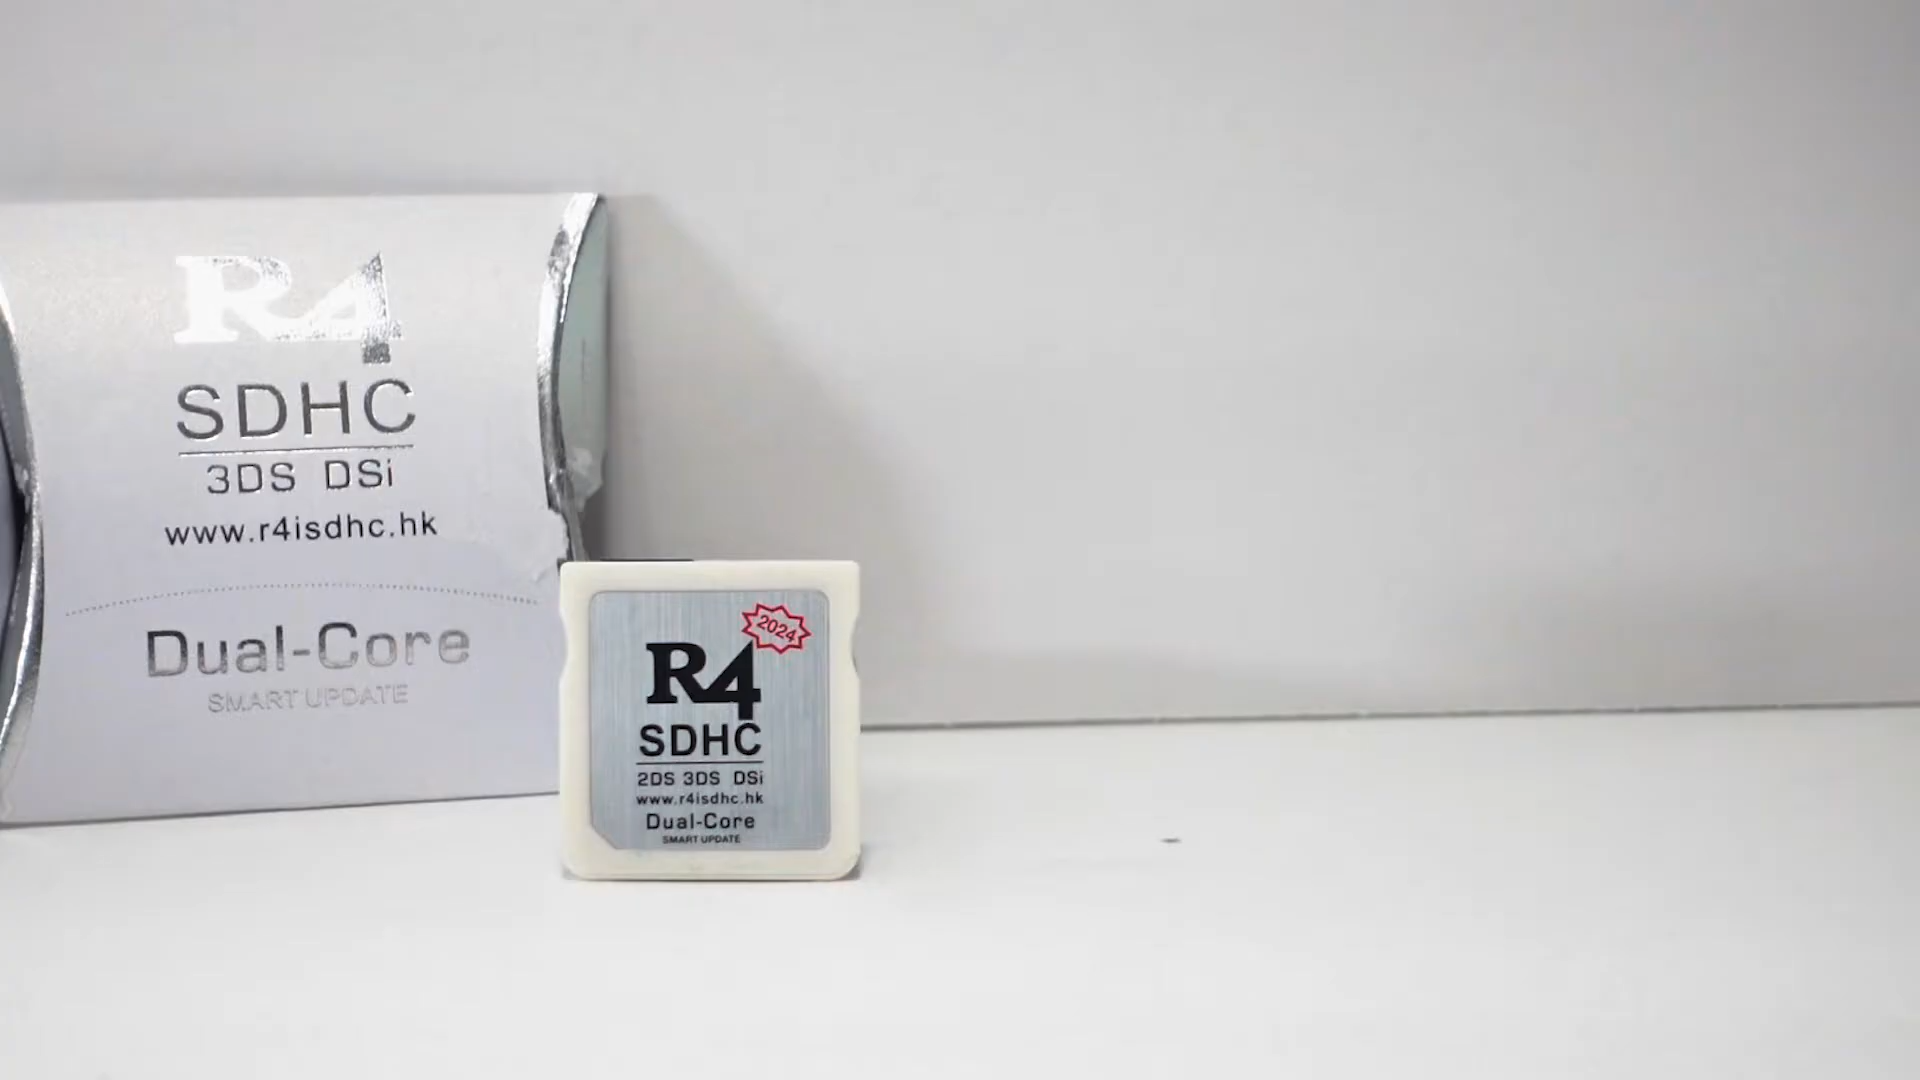 R4
SDHC
3DS DSi
www.r4isdhc.hk
Dual-Core
SMART UPDATE
2024
R4
SDHC
2DS 3DS DSi
www.r4isdhc.hk
Dual-Core
SMART UPDATE